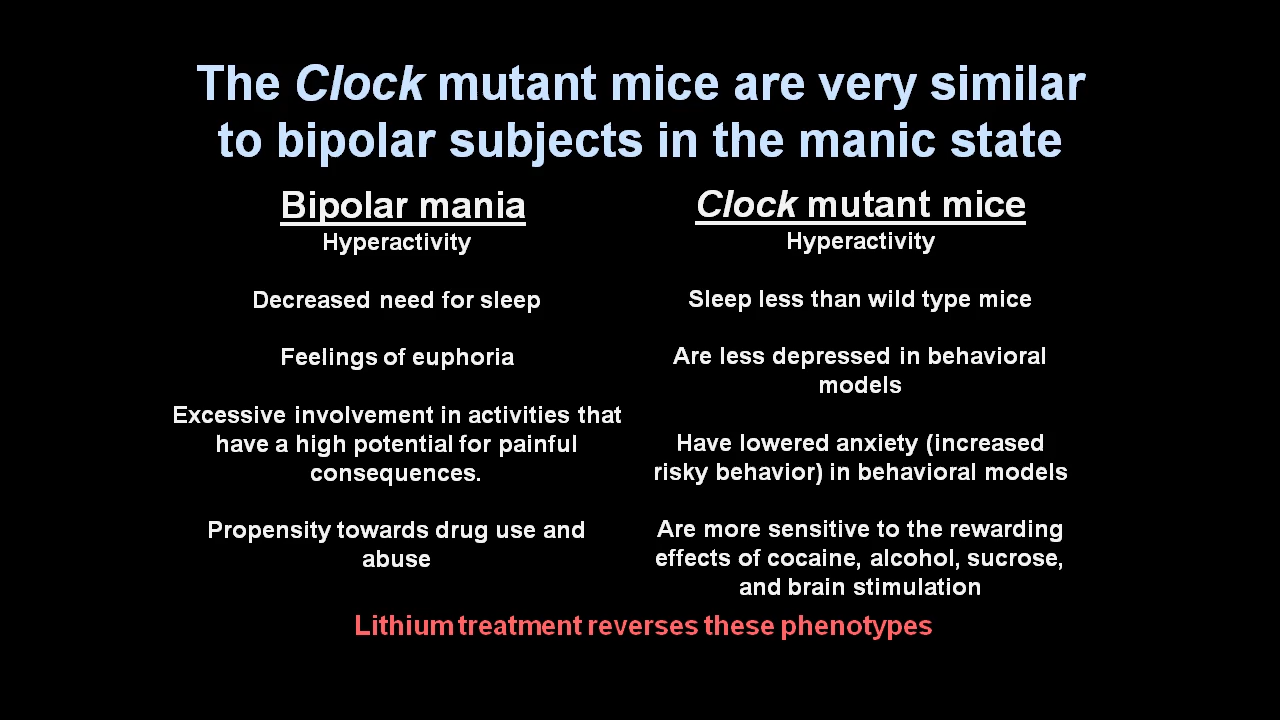 The Clock mutant mice are very similar
to bipolar subjects in the manic state
Bipolar mania
Hyperactivity
Decreased need for sleep
Feelings of euphoria
Excessive involvement in activities that
have a high potential for painful
consequences.
Propensity towards drug use and
abuse
Clock mutant mice
Hyperactivity
Sleep less than wild type mice
Are less depressed in behavioral
models
Have lowered anxiety (increased
risky behavior) in behavioral models
Are more sensitive to the rewarding
effects of cocaine, alcohol, sucrose,
and brain stimulation
Lithium treatment reverses these phenotypes